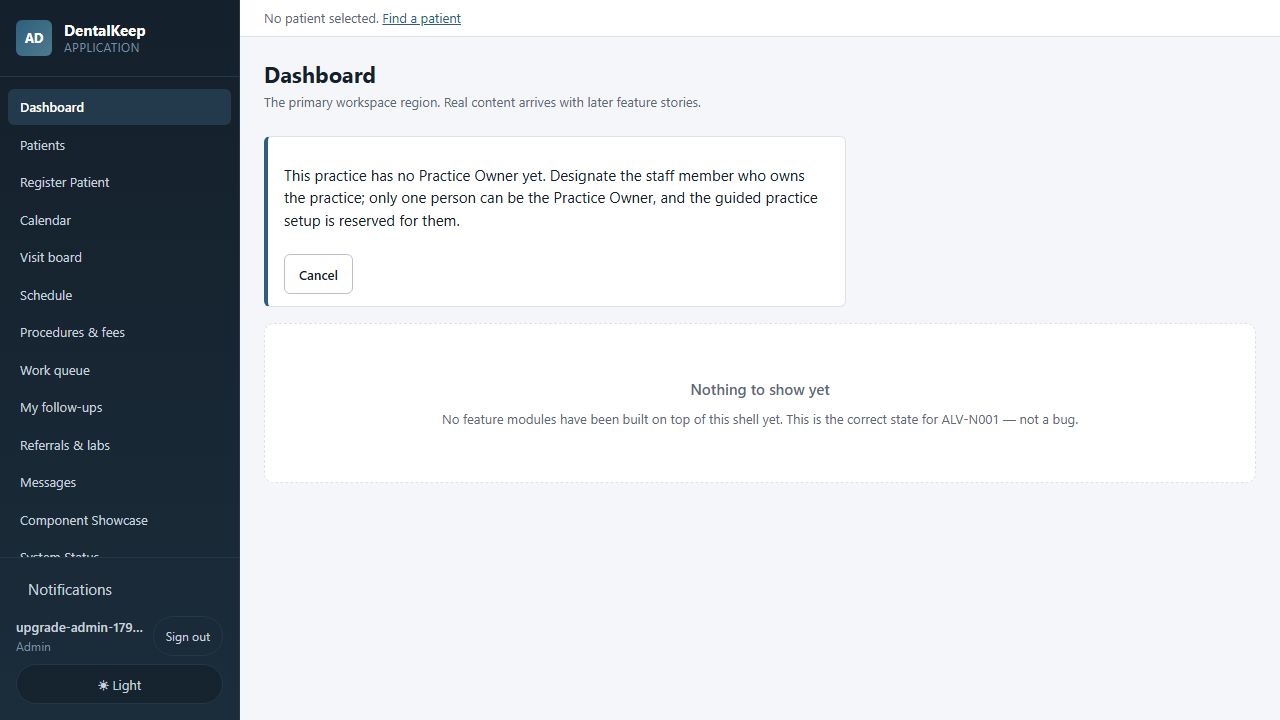 AD
DentalKeep
APPLICATION
Dashboard
Patients
Register Patient
Calendar
Visit board
Schedule
Procedures & fees
Work queue
My follow-ups
Referrals & labs
Messages
Component Showcase
System Status
Notifications
upgrade-admin-179...
Admin
Sign out
☀ Light
No patient selected. Find a patient
Dashboard
The primary workspace region. Real content arrives with later feature stories.
This practice has no Practice Owner yet. Designate the staff member who owns
the practice; only one person can be the Practice Owner, and the guided practice
setup is reserved for them.
Cancel
Nothing to show yet
No feature modules have been built on top of this shell yet. This is the correct state for ALV-N001 — not a bug.